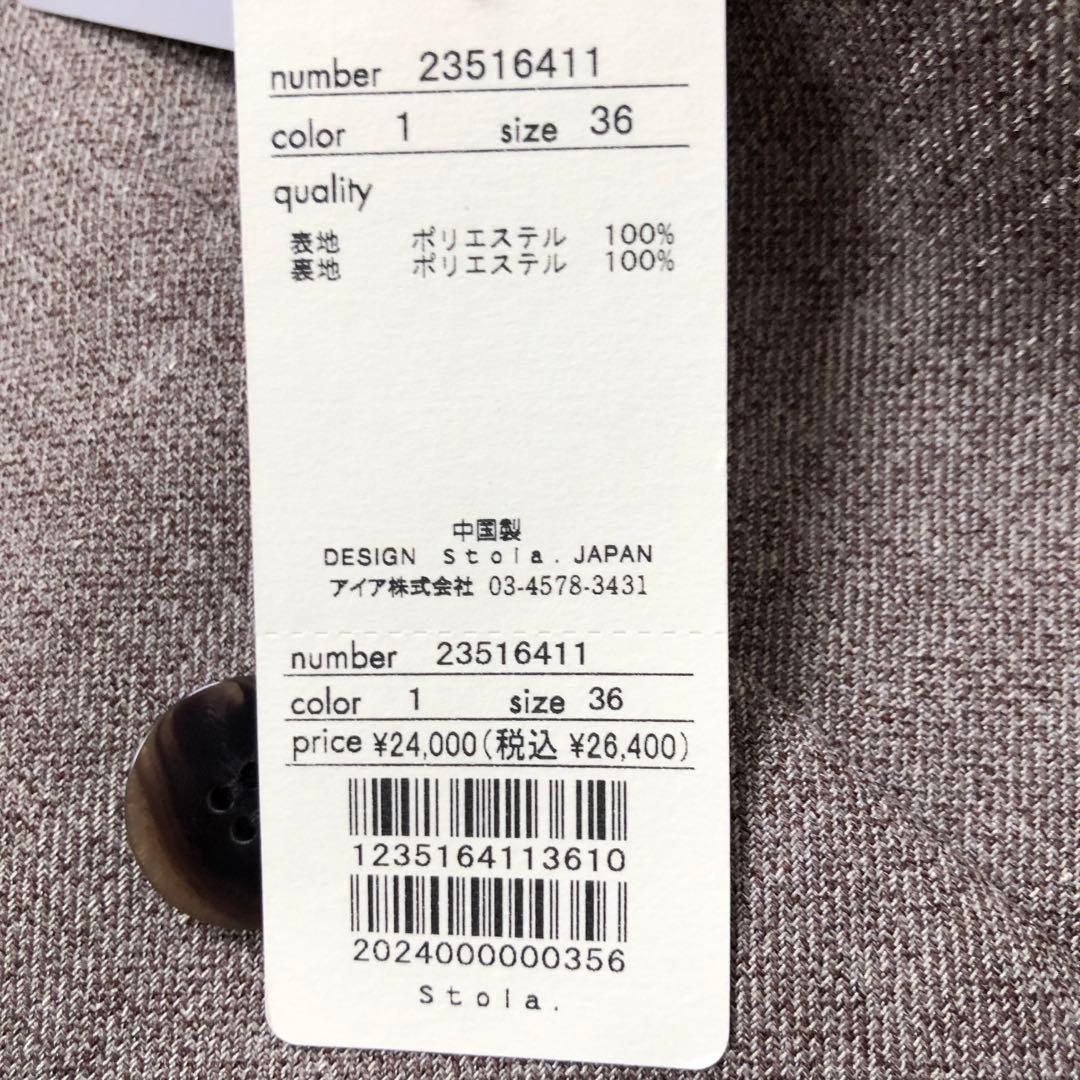 number 23516411
color 1 size 36
quality
表地 ポリエステル 100%
裏地 ポリエステル 100%
中国製
DESIGN Stola. JAPAN
アイア株式会社 03-4578-3431
number 23516411
color 1 size 36
price ¥24,000(税込 ¥26,400)
1235164113610
2024000000356
Stola.